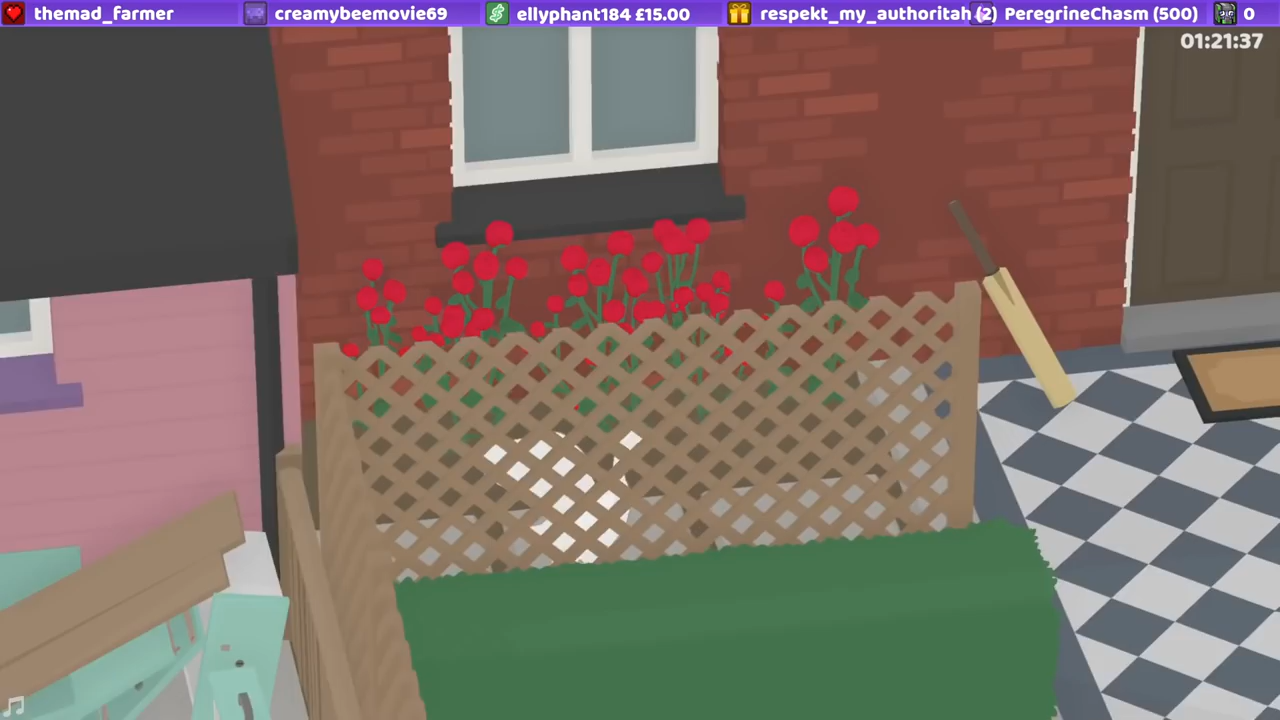 themad_farmer
creamybeemovie69
ellyphant184 £15.00
respekt_my_authoritah (2)
PeregrineChasm (500)
0
01:21:37